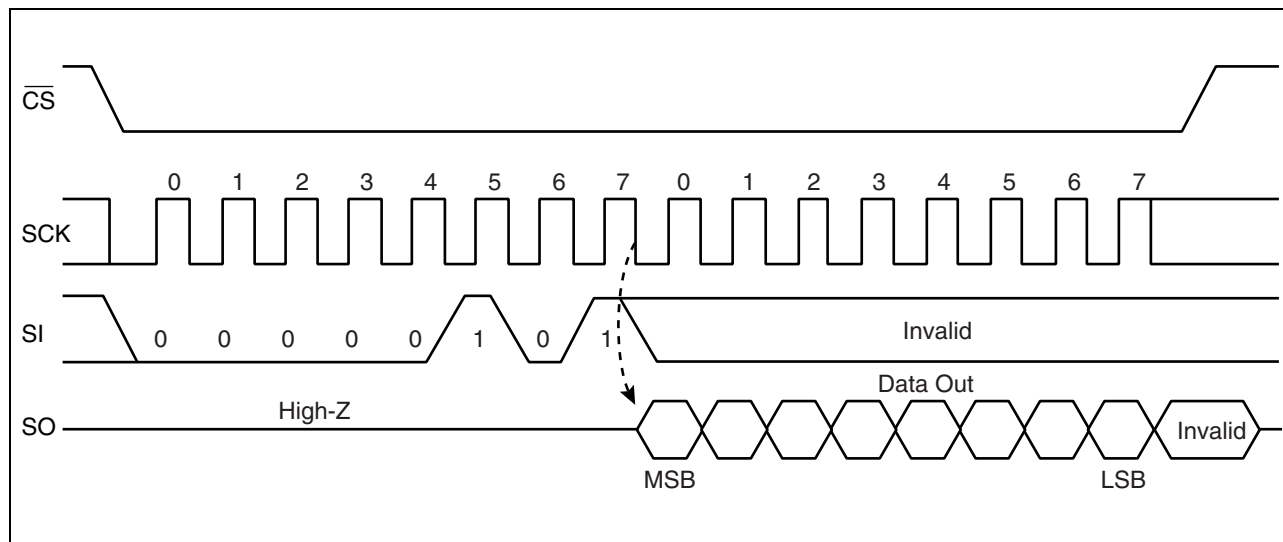 C̅S̅
0 1 2 3 4 5 6 7 0 1 2 3 4 5 6 7
SCK
SI
0 0 0 0 0 1 0 1
Invalid
Data Out
High-Z
SO
Invalid
MSB
LSB